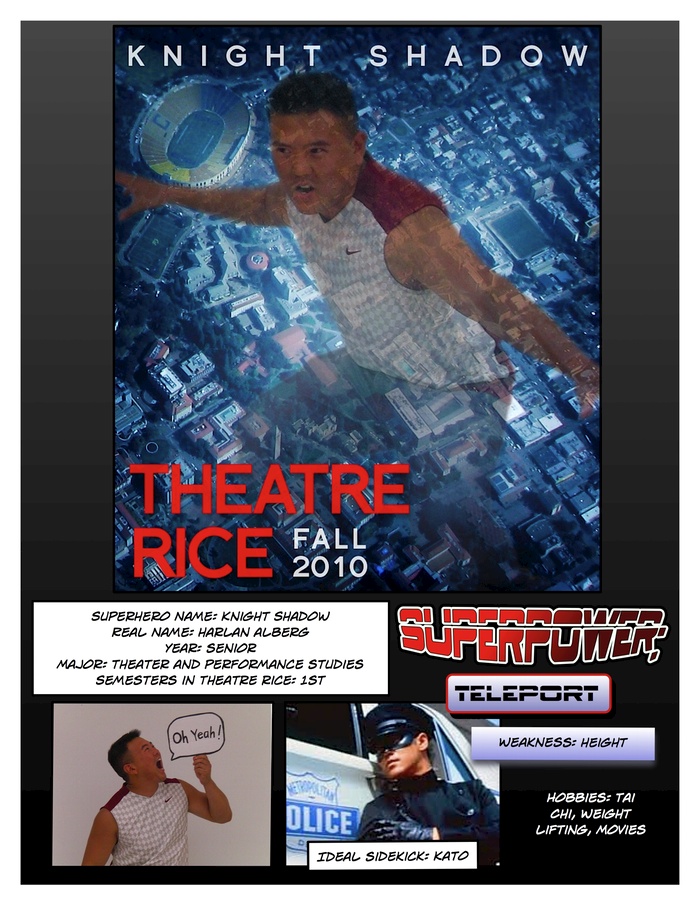 KNIGHT SHADOW
THEATRE
RICE FALL
2010
SUPERHERO NAME: KNIGHT SHADOW
REAL NAME: HARLAN ALBERG
YEAR: SENIOR
MAJOR: THEATER AND PERFORMANCE STUDIES
SEMESTERS IN THEATRE RICE: 1ST
SUPERPOWER:
TELEPORT
WEAKNESS: HEIGHT
Oh Yeah!
METROPOLITAN
POLICE
IDEAL SIDEKICK: KATO
HOBBIES: TAI
CHI, WEIGHT
LIFTING, MOVIES